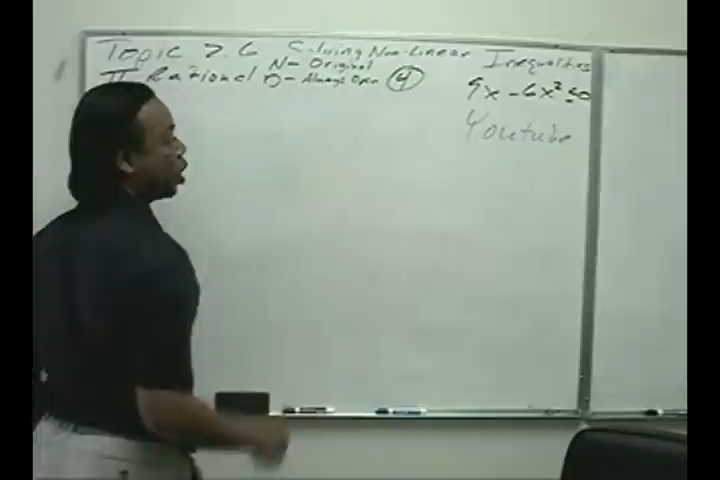 Topic 7.6 Solving Non-Linear Inequalities
N- Original
II Rational D- Always Open 4
9x - 6x² ≤0
Youtube